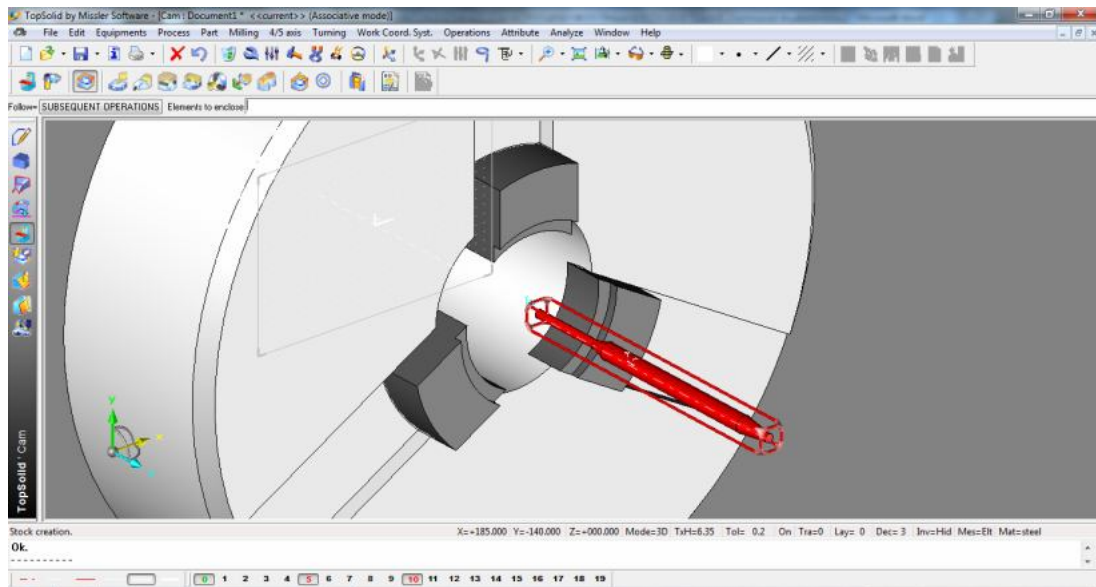 TopSolid by Missler Software - [Cam : Document1 *  <<current>> (Associative mode)]
File Edit Equipments Process Part Milling 4/5 axis Turning Work Coord. Syst. Operations Attribute Analyze Window Help
Follow= SUBSEQUENT OPERATIONS Elements to enclose:
y
x
TopSolid'Cam
Stock creation. X=+185.000 Y=-140.000 Z=+000.000 Mode=3D TxH=6.35 Tol= 0.2 On Tra=0 Lay= 0 Dec= 3 Inv=Hid Mes=Elt Mat=steel
Ok.
----------
0 1 2 3 4 5 6 7 8 9 10 11 12 13 14 15 16 17 18 19